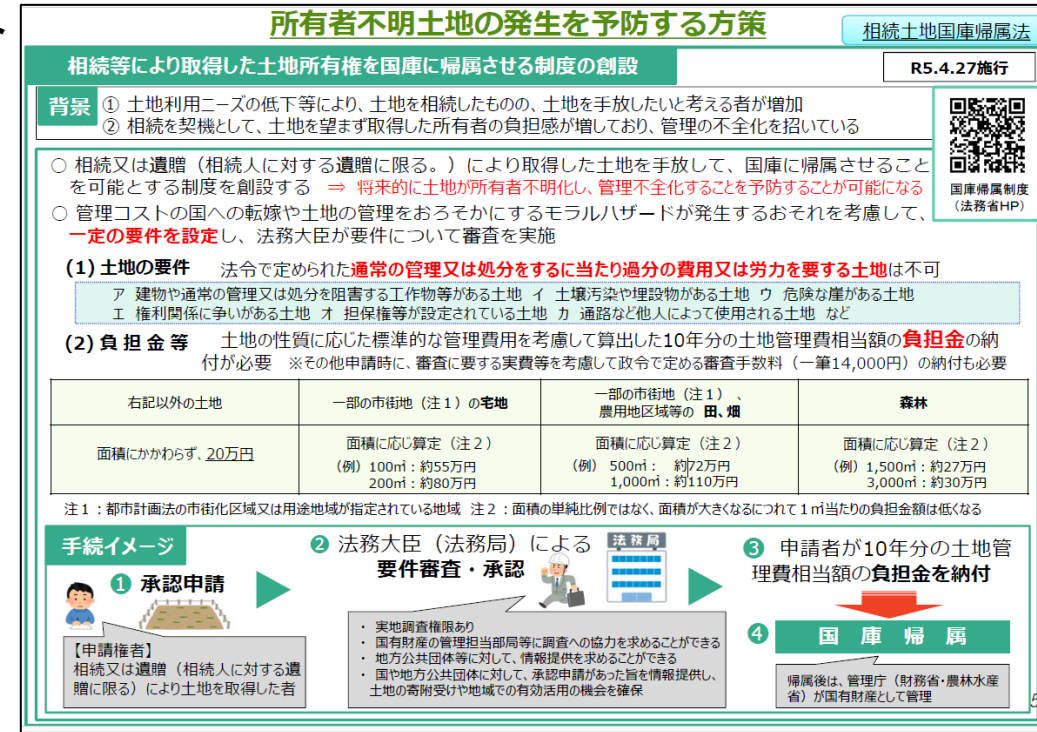 所有者不明土地の発生を予防する方策
相続土地国庫帰属法
相続等により取得した土地所有権を国庫に帰属させる制度の創設
R5.4.27施行
背景
① 土地利用ニーズの低下等により、土地を相続したものの、土地を手放したいと考える者が増加
② 相続を契機として、土地を望まず取得した所有者の負担感が増しており、管理の不全化を招いている
国庫帰属制度
(法務省HP)
○ 相続又は遺贈（相続人に対する遺贈に限る。）により取得した土地を手放して、国庫に帰属させること
を可能とする制度を創設する ⇒ 将来的に土地が所有者不明化し、管理不全化することを予防することが可能になる
○ 管理コストの国への転嫁や土地の管理をおろそかにするモラルハザードが発生するおそれを考慮して、
一定の要件を設定し、法務大臣が要件について審査を実施
(1) 土地の要件 法令で定められた通常の管理又は処分をするに当たり過分の費用又は労力を要する土地は不可
ア 建物や通常の管理又は処分を阻害する工作物等がある土地 イ 土壌汚染や埋設物がある土地 ウ 危険な崖がある土地
エ 権利関係に争いがある土地 オ 担保権等が設定されている土地 カ 通路など他人によって使用される土地 など
(2) 負担金等 土地の性質に応じた標準的な管理費用を考慮して算出した10年分の土地管理費相当額の負担金の納
付が必要 ※その他申請時に、審査に要する実費等を考慮して政令で定める審査手数料（一筆14,000円）の納付も必要
右記以外の土地
一部の市街地（注1）の宅地
一部の市街地（注1）、
農用地区域等の 田、畑
森林
面積にかかわらず、20万円
面積に応じ算定（注2）
(例) 100㎡：約55万円
200㎡：約80万円
面積に応じ算定（注2）
(例) 500㎡： 約72万円
1,000㎡：約110万円
面積に応じ算定（注2）
(例) 1,500㎡：約27万円
3,000㎡：約30万円
注1：都市計画法の市街化区域又は用途地域が指定されている地域 注2：面積の単純比例ではなく、面積が大きくなるにつれて1㎡当たりの負担金額は低くなる
手続イメージ
❶ 承認申請
【申請権者】
相続又は遺贈（相続人に対する遺
贈に限る）により土地を取得した者
❷ 法務大臣（法務局）による
要件審査・承認
法務局
・ 実地調査権限あり
・ 国有財産の管理担当部局等に調査への協力を求めることができる
・ 地方公共団体等に対して、情報提供を求めることができる
・ 国や地方公共団体に対して、承認申請があった旨を情報提供し、
土地の寄附受けや地域での有効活用の機会を確保
❸ 申請者が10年分の土地管
理費相当額の負担金を納付
❹ 国庫帰属
帰属後は、管理庁（財務省・農林水産
省）が国有財産として管理
5